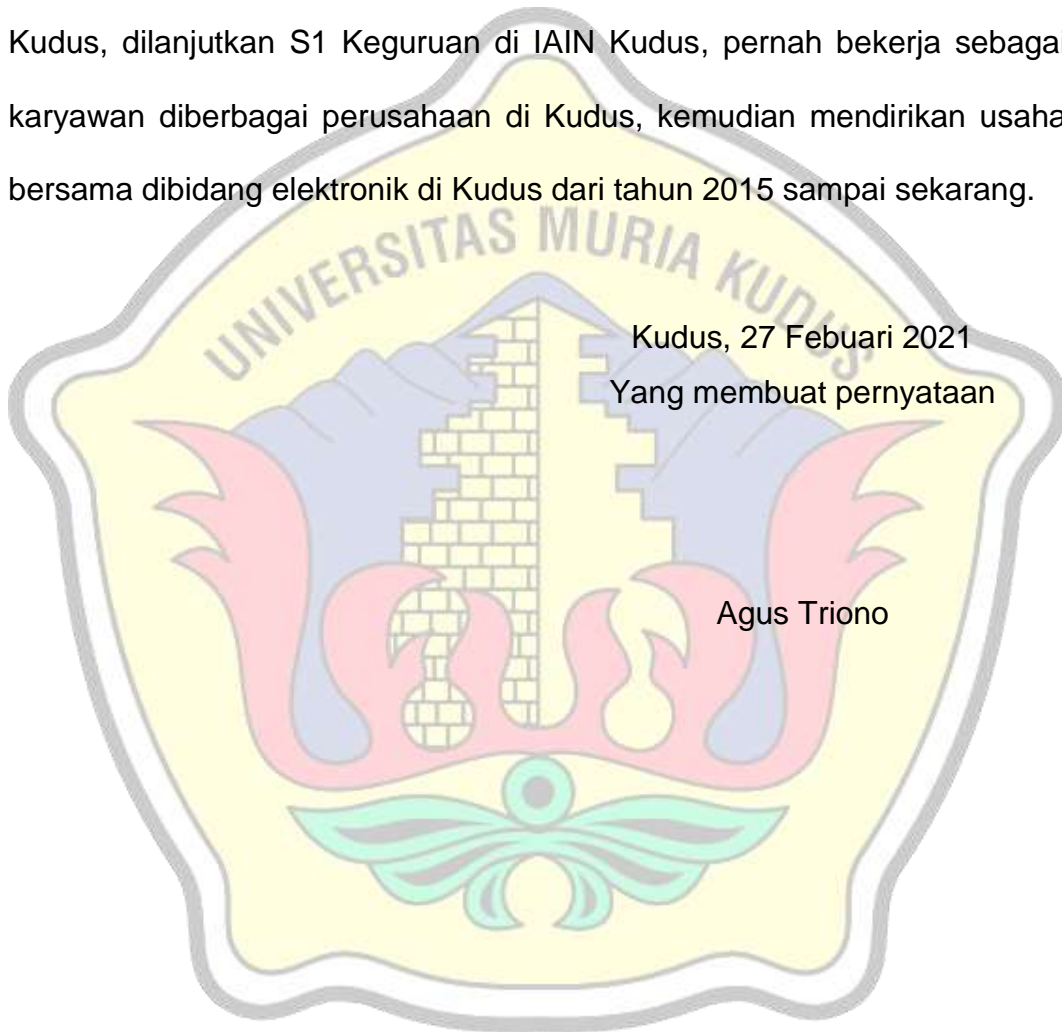 Kudus, dilanjutkan S1 Keguruan di IAIN Kudus, pernah bekerja sebagai
karyawan diberbagai perusahaan di Kudus, kemudian mendirikan usaha
bersama dibidang elektronik di Kudus dari tahun 2015 sampai sekarang.
UNIVERSITAS MURIA KUDUS
Kudus, 27 Febuari 2021
Yang membuat pernyataan
Agus Triono